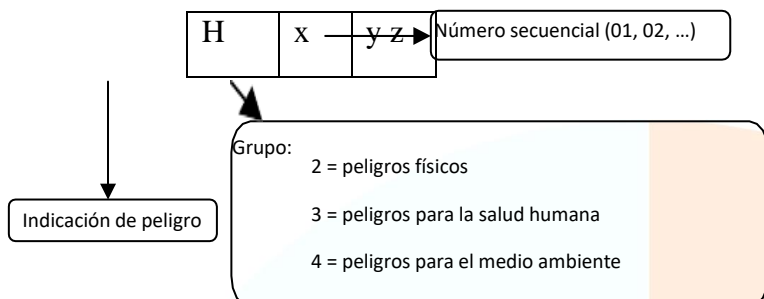 H x y z Número secuencial (01, 02, ...)
Grupo:
2 = peligros físicos
Indicación de peligro
3 = peligros para la salud humana
4 = peligros para el medio ambiente